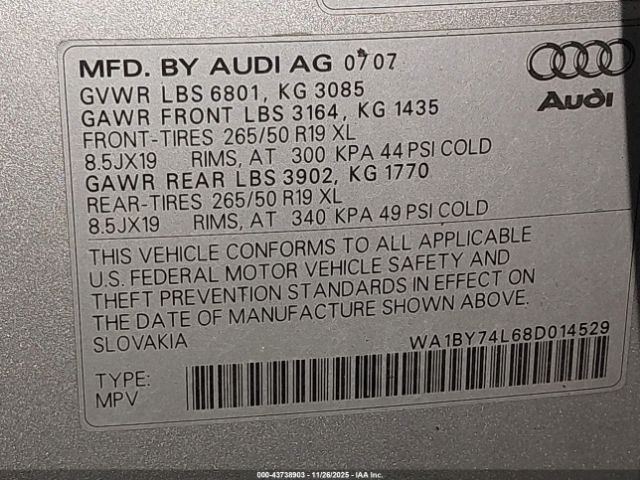 MFD. BY AUDI AG 07 07
GVWR LBS 6801, KG 3085
GAWR FRONT LBS 3164, KG 1435
FRONT-TIRES 265/50 R19 XL
8.5JX19 RIMS, AT 300 KPA 44 PSI COLD
GAWR REAR LBS 3902, KG 1770
REAR-TIRES 265/50 R19 XL
8.5JX19 RIMS, AT 340 KPA 49 PSI COLD
Audi
THIS VEHICLE CONFORMS TO ALL APPLICABLE
U.S. FEDERAL MOTOR VEHICLE SAFETY AND
THEFT PREVENTION STANDARDS IN EFFECT ON
THE DATE OF MANUFACTURE SHOWN ABOVE.
SLOVAKIA
WA1BY74L68D014529
TYPE:
MPV
000-43738903 - 11/26/2025 - IAA Inc.